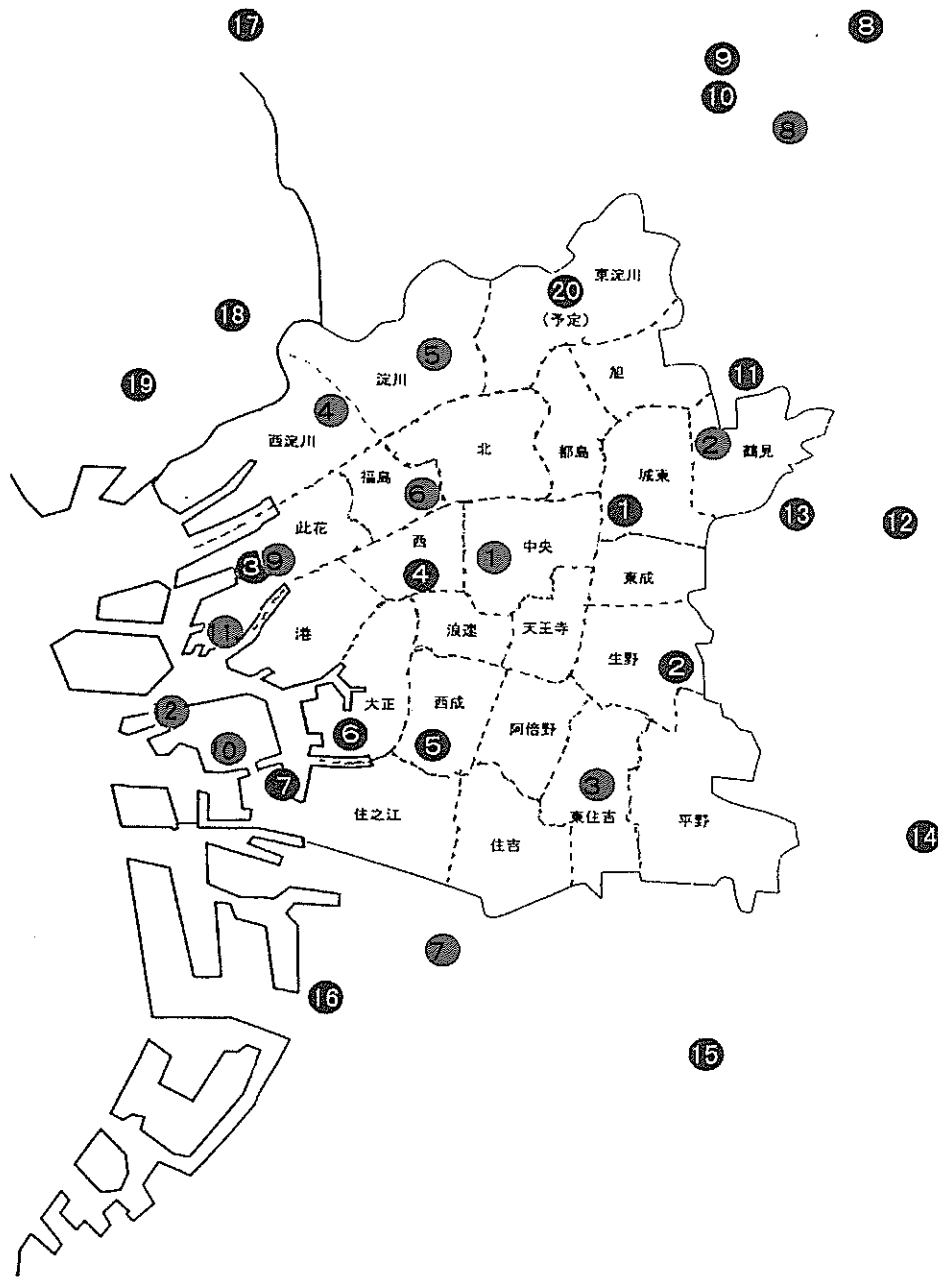 17
8
9
10
8
東淀川
20
(予定)
18
5
淀川
旭
11
19
4
西淀川
北
都島
2
鶴見
福島
城東
6
1
13
12
此花
西
中央
1
3
9
4
東成
11
港
浪速
天王寺
生野
2
2
大正
西成
阿倍野
6
5
10
7
3
住之江
東住吉
平野
住吉
14
7
16
15